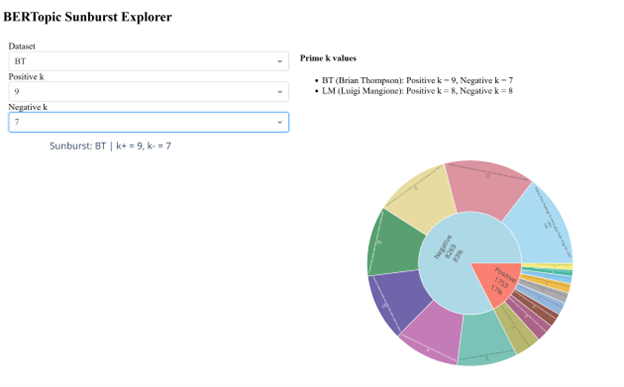 BERTopic Sunburst Explorer
Dataset
BT
Positive k
9
Negative k
7
Prime k values
• BT (Brian Thompson): Positive k = 9, Negative k = 7
• LM (Luigi Mangione): Positive k = 8, Negative k = 8
Sunburst: BT | k+ = 9, k- = 7
Negative
8269
83%
Positive
1753
17%